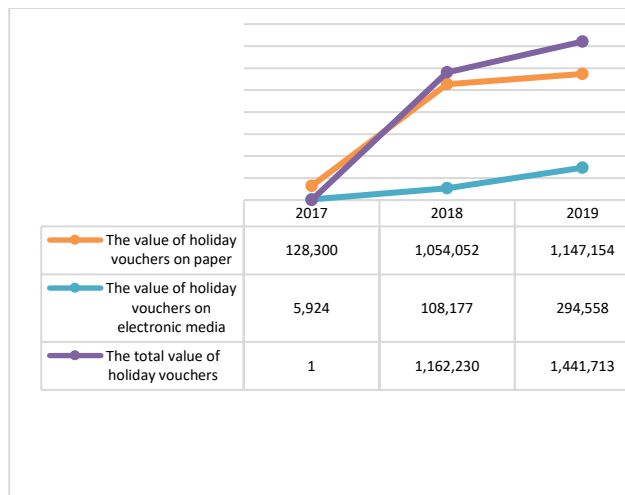 2017 2018 2019
The value of holiday
vouchers on paper
128,300 1,054,052 1,147,154
The value of holiday
vouchers on
electronic media
5,924 108,177 294,558
The total value of
holiday vouchers
1 1,162,230 1,441,713